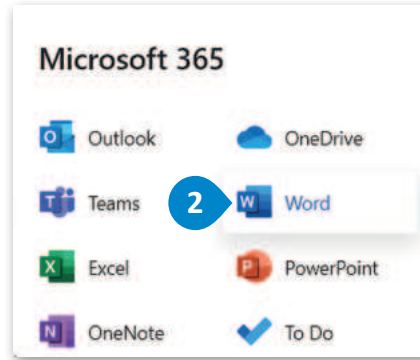 Microsoft 365
Outlook OneDrive
Teams 2 Word
Excel PowerPoint
OneNote To Do